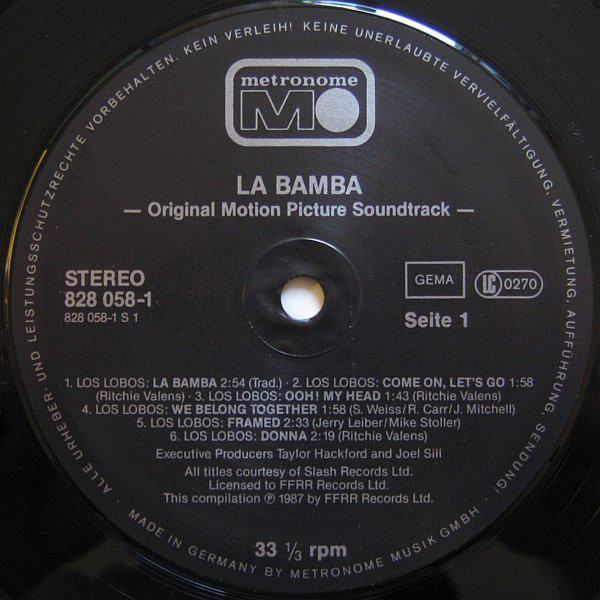 ALLE URHEBER- UND LEISTUNGSSCHUTZRECHTE VORBEHALTEN. KEIN VERLEIH! KEINE UNERLAUBTE VERVIELFÄLTIGUNG, VERMIETUNG, AUFFÜHRUNG, SENDUNG!
metronome
MO
LA BAMBA
— Original Motion Picture Soundtrack —
STEREO
828 058-1
828 058-1 S 1
GEMA
LC 0270
Seite 1
1. LOS LOBOS: LA BAMBA 2:54 (Trad.) · 2. LOS LOBOS: COME ON, LET'S GO 1:58
(Ritchie Valens) · 3. LOS LOBOS: OOH! MY HEAD 1:43 (Ritchie Valens)
4. LOS LOBOS: WE BELONG TOGETHER 1:58 (S. Weiss/R. Carr/J. Mitchell)
5. LOS LOBOS: FRAMED 2:33 (Jerry Leiber/Mike Stoller)
6. LOS LOBOS: DONNA 2:19 (Ritchie Valens)
Executive Producers Taylor Hackford and Joel Sill
All titles courtesy of Slash Records Ltd.
Licensed to FFRR Records Ltd.
This compilation ℗ 1987 by FFRR Records Ltd.
33 1/3 rpm
MADE IN GERMANY BY METRONOME MUSIK GMBH